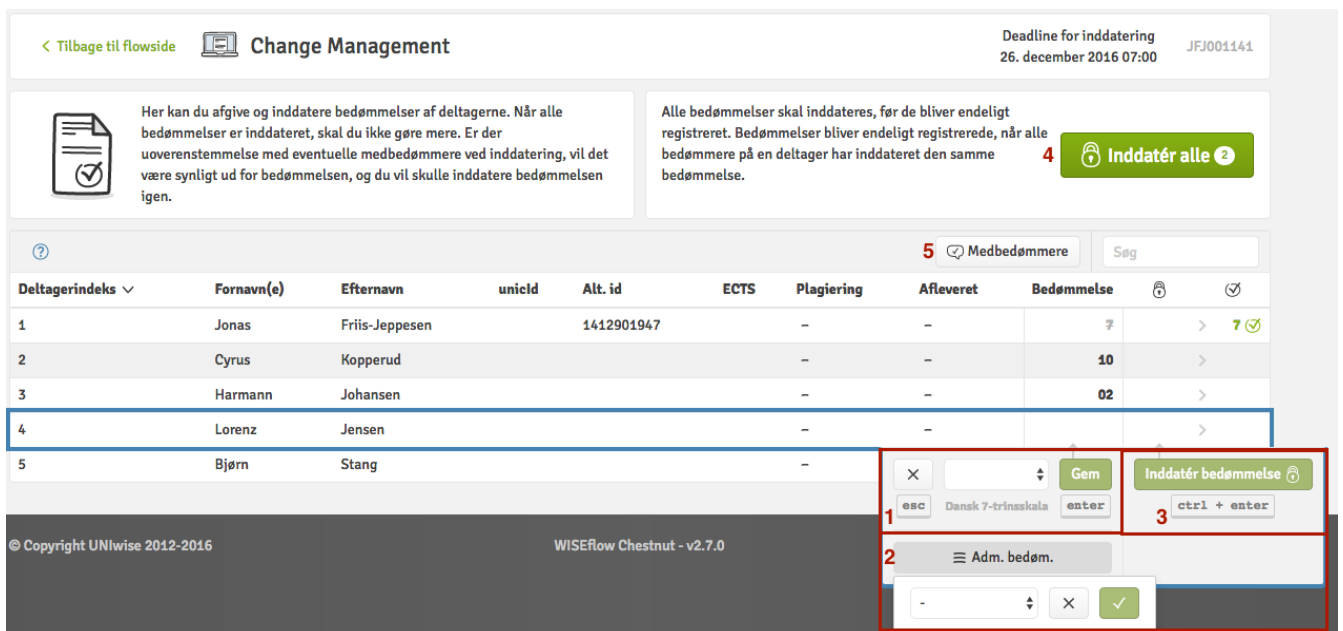 < Tilbage til flowside Change Management Deadline for inddatering JFJ001141
26. december 2016 07:00
Her kan du afgive og inddatere bedømmelser af deltagerne. Når alle
bedømmelser er inddateret, skal du ikke gøre mere. Er der
uoverenstemmelse med eventuelle medbedømmere ved inddatering, vil det
være synligt ud for bedømmelsen, og du vil skulle inddatere bedømmelsen
igen.
Alle bedømmelser skal inddateres, før de bliver endeligt
registreret. Bedømmelser bliver endeligt registrerede, når alle
bedømmere på en deltager har inddateret den samme
bedømmelse.
4 Inddatér alle 2
? 5 Medbedømmere Søg
Deltagerindeks Fornavn(e) Efternavn unicId Alt. id ECTS Plagiering Afleveret Bedømmelse
1 Jonas Friis-Jeppesen 1412901947 – – 7 > 7
2 Cyrus Kopperud – – 10 >
3 Harmann Johansen – – 02 >
4 Lorenz Jensen – – >
5 Bjørn Stang –
× Gem Inddatér bedømmelse
1 esc Dansk 7-trinsskala enter 3 ctrl + enter
© Copyright UNIwise 2012-2016 WISEflow Chestnut - v2.7.0
2 Adm. bedøm.
- ×